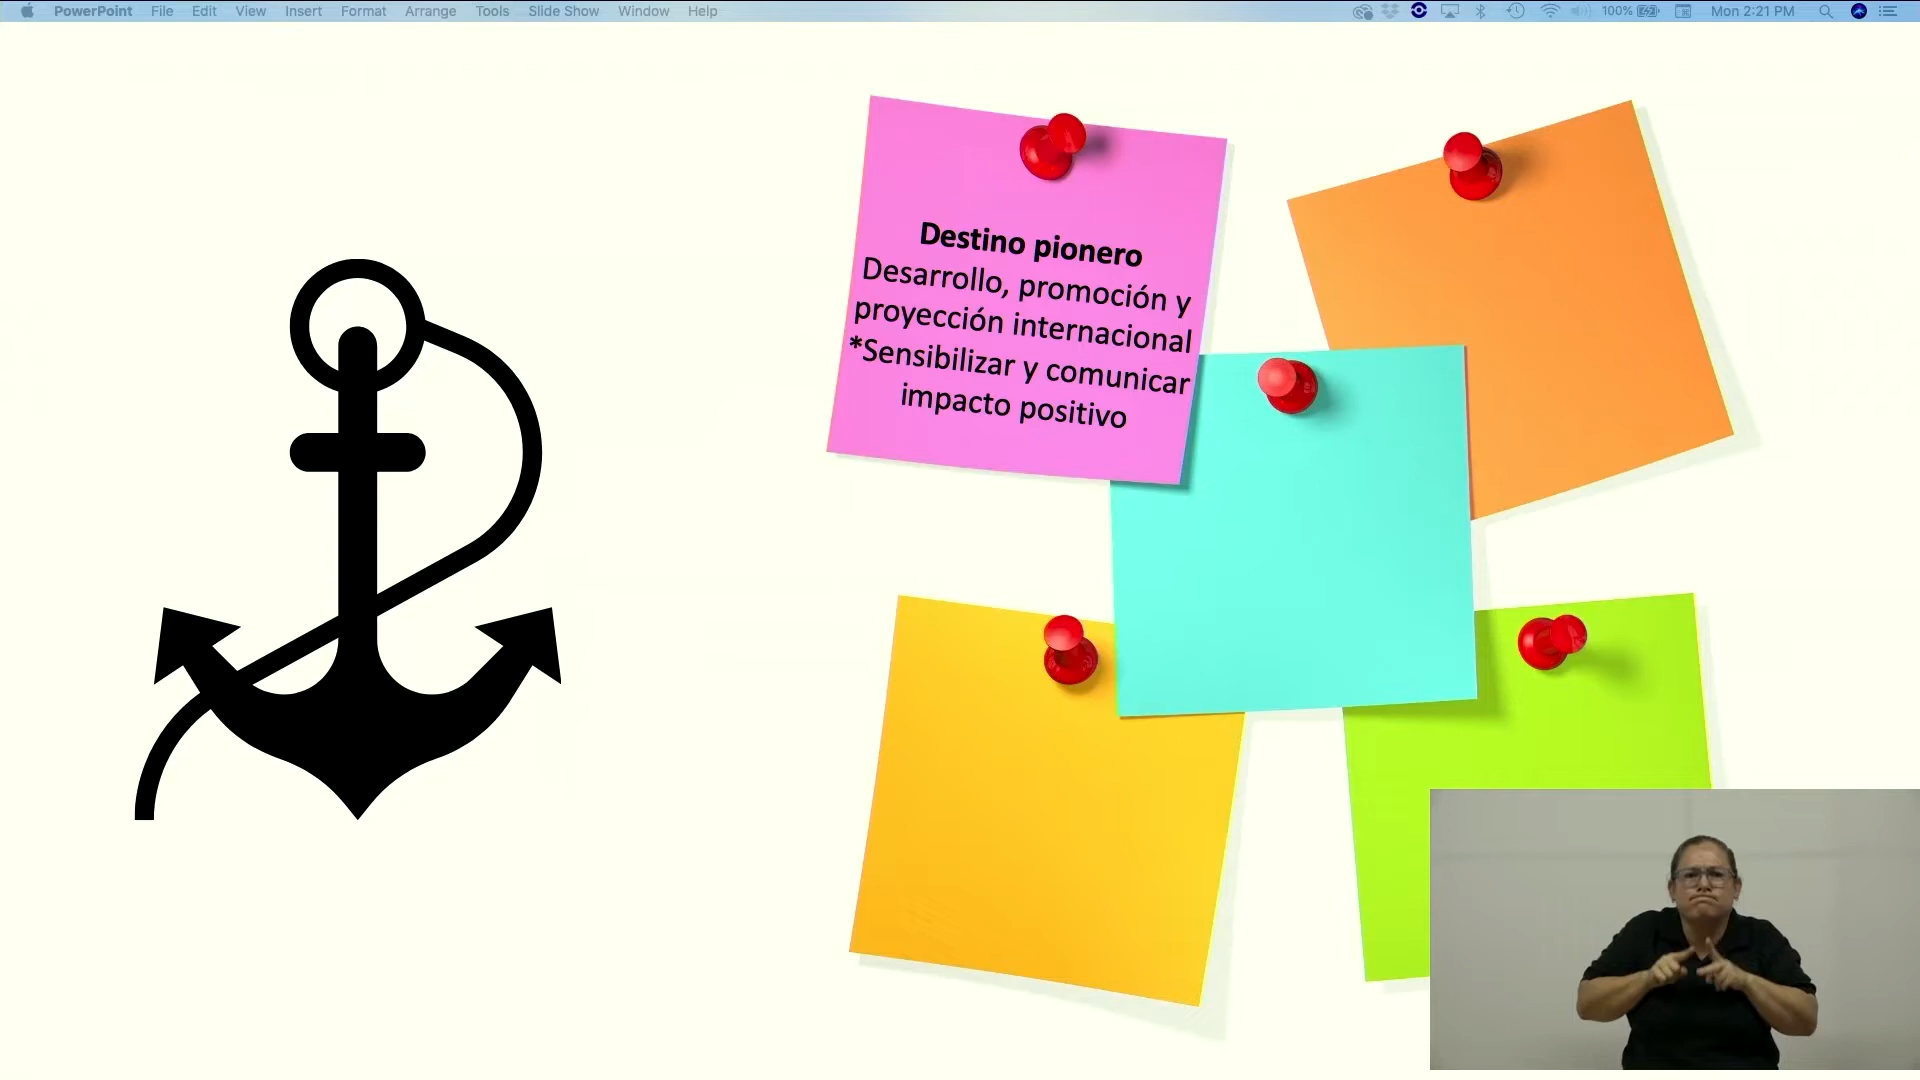 PowerPoint File Edit View Insert Format Arrange Tools Slide Show Window Help 100% Mon 2:21 PM
Destino pionero
Desarrollo, promoción y
proyección internacional
*Sensibilizar y comunicar
impacto positivo